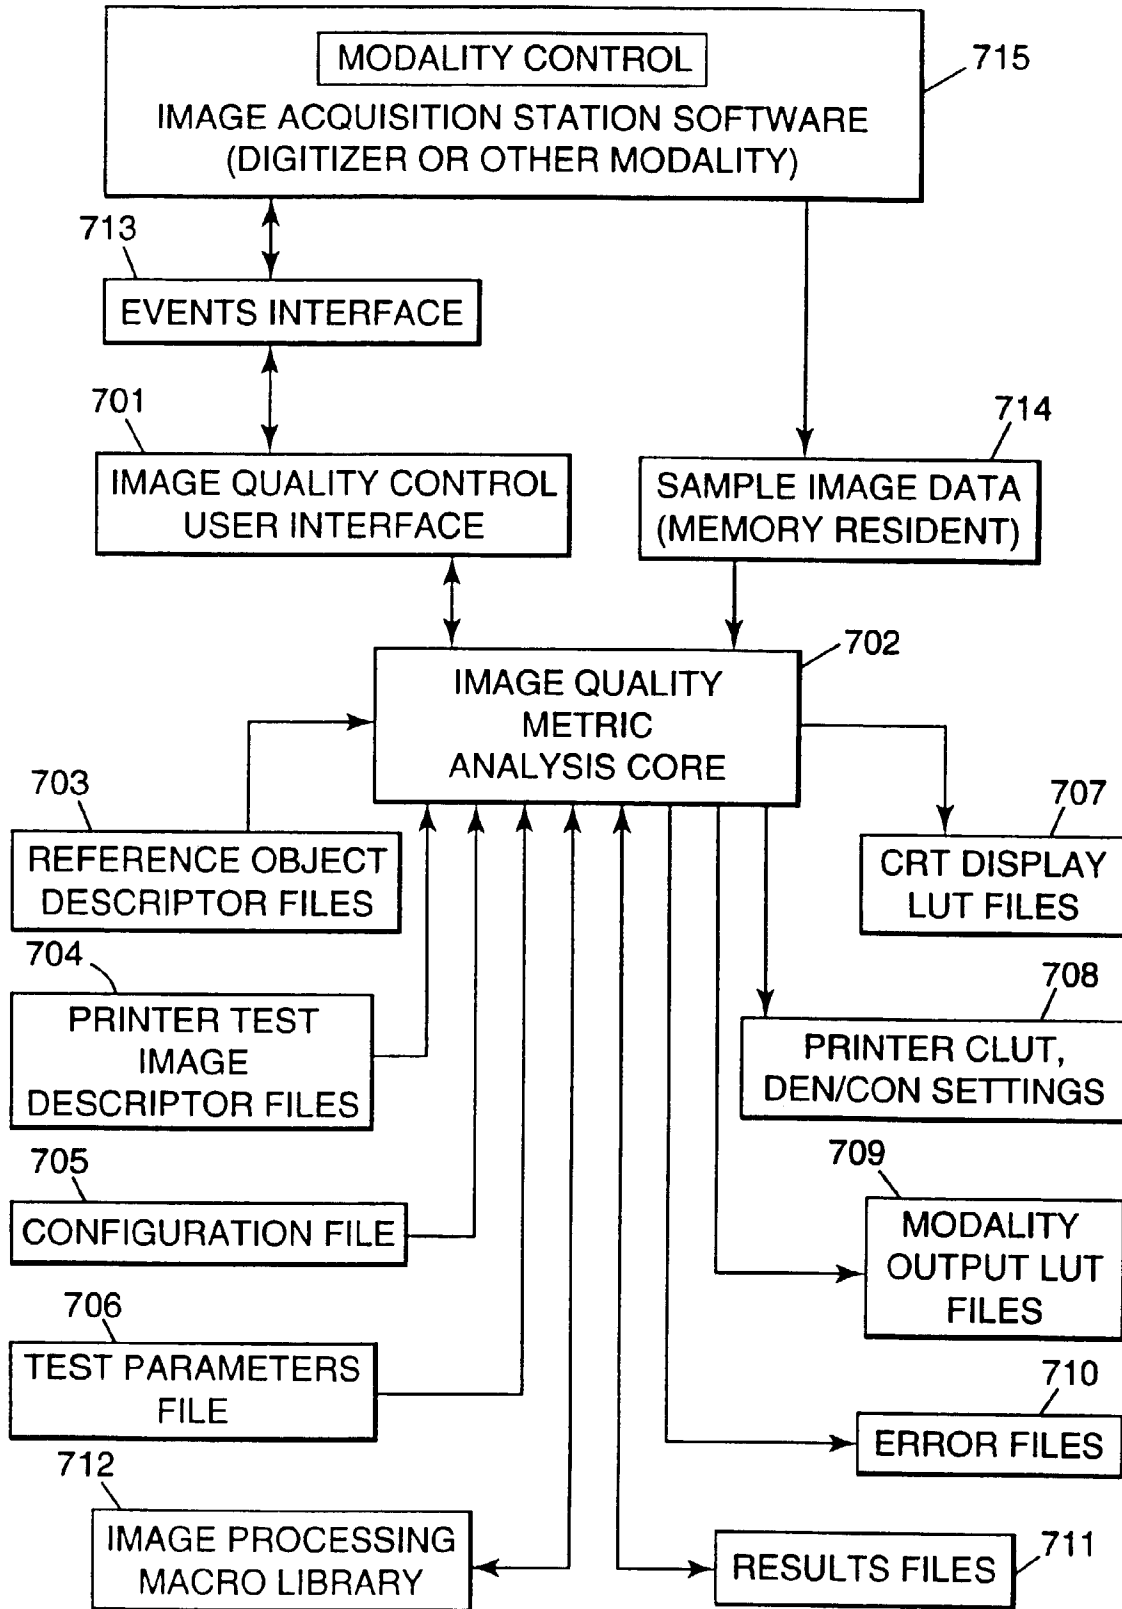 MODALITY CONTROL
IMAGE ACQUISITION STATION SOFTWARE
(DIGITIZER OR OTHER MODALITY)
715
713
EVENTS INTERFACE
701
IMAGE QUALITY CONTROL
USER INTERFACE
714
SAMPLE IMAGE DATA
(MEMORY RESIDENT)
702
IMAGE QUALITY
METRIC
ANALYSIS CORE
703
REFERENCE OBJECT
DESCRIPTOR FILES
707
CRT DISPLAY
LUT FILES
704
PRINTER TEST
IMAGE
DESCRIPTOR FILES
708
PRINTER CLUT,
DEN/CON SETTINGS
705
CONFIGURATION FILE
709
MODALITY
OUTPUT LUT
FILES
706
TEST PARAMETERS
FILE
710
ERROR FILES
712
IMAGE PROCESSING
MACRO LIBRARY
RESULTS FILES
711